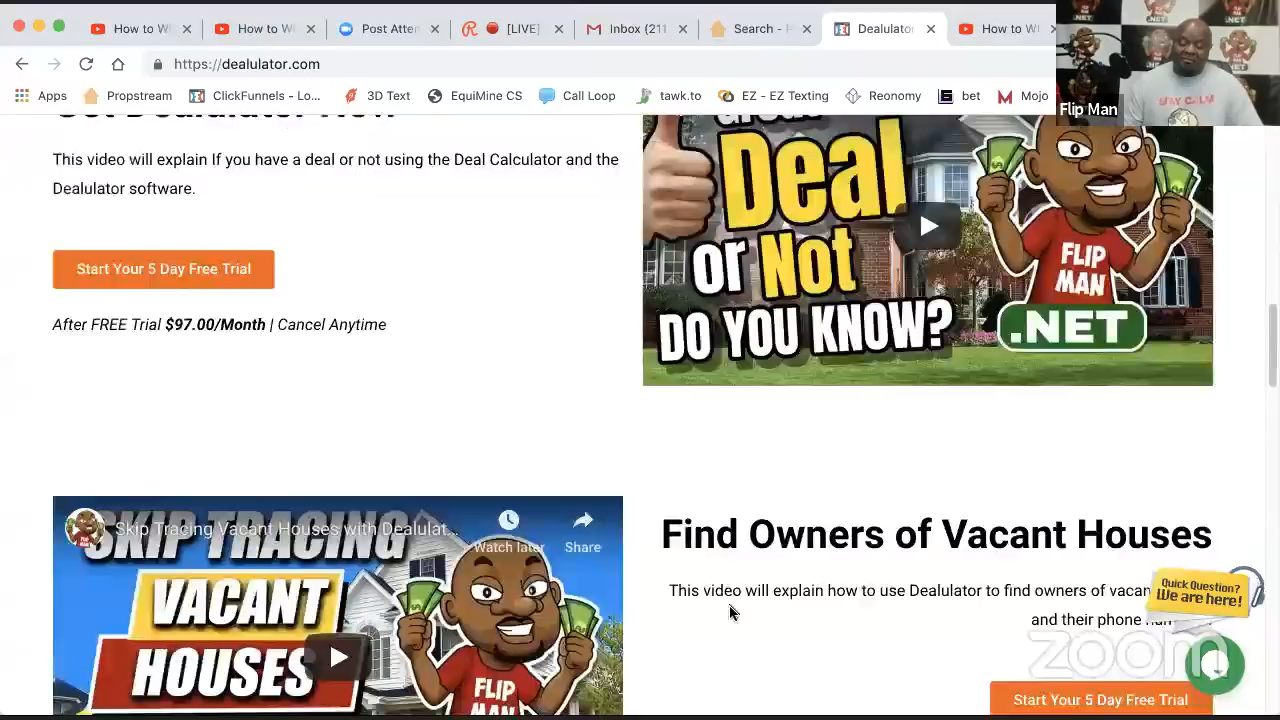 How to W
How to W
Post Atten
[LIVE]
Inbox (211
Search - H
Dealulator
How to W
https://dealulator.com
Apps
Propstream
ClickFunnels - Lo...
3D Text
EquiMine CS
Call Loop
tawk.to
EZ - EZ Texting
Reonomy
bet
Mojo
Flip Man
.NET
This video will explain If you have a deal or not using the Deal Calculator and the
Dealulator software.
Start Your 5 Day Free Trial
After FREE Trial $97.00/Month | Cancel Anytime
Deal
or Not
DO YOU KNOW?
FLIP
MAN
.NET
SKIP TRACING
Skip Tracing Vacant Houses with Dealulat...
Watch later
Share
VACANT
HOUSES
FLIP
MAN
Find Owners of Vacant Houses
This video will explain how to use Dealulator to find owners of vacan
and their phone
Quick Question?
We are here!
zoom
Start Your 5 Day Free Trial